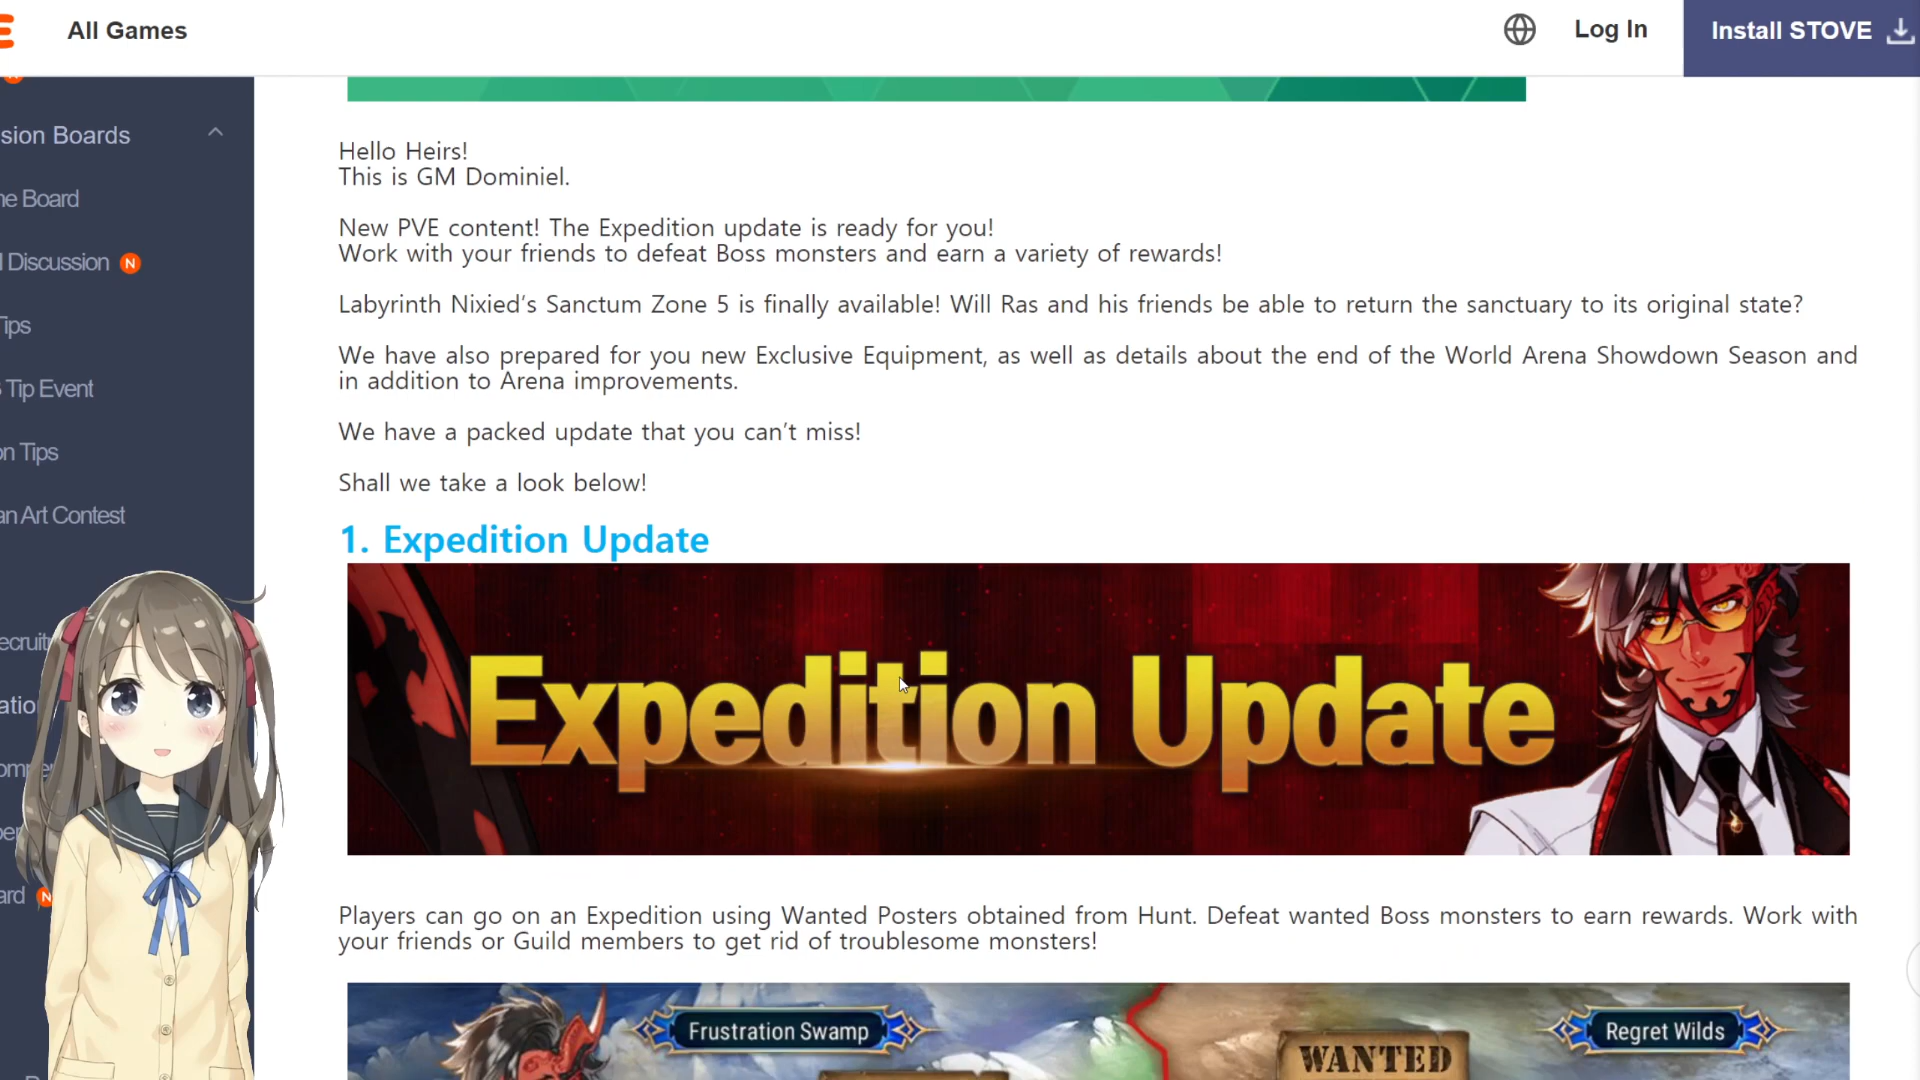 All Games
Log In
Install STOVE
sion Boards
ne Board
l Discussion N
Tips
s Tip Event
on Tips
an Art Contest
ecruit
ation
omme
ber
ard N
Hello Heirs!
This is GM Dominiel.
New PVE content! The Expedition update is ready for you!
Work with your friends to defeat Boss monsters and earn a variety of rewards!
Labyrinth Nixied’s Sanctum Zone 5 is finally available! Will Ras and his friends be able to return the sanctuary to its original state?
We have also prepared for you new Exclusive Equipment, as well as details about the end of the World Arena Showdown Season and
in addition to Arena improvements.
We have a packed update that you can’t miss!
Shall we take a look below!
1. Expedition Update
Expedition Update
Players can go on an Expedition using Wanted Posters obtained from Hunt. Defeat wanted Boss monsters to earn rewards. Work with
your friends or Guild members to get rid of troublesome monsters!
Frustration Swamp
WANTED
Regret Wilds